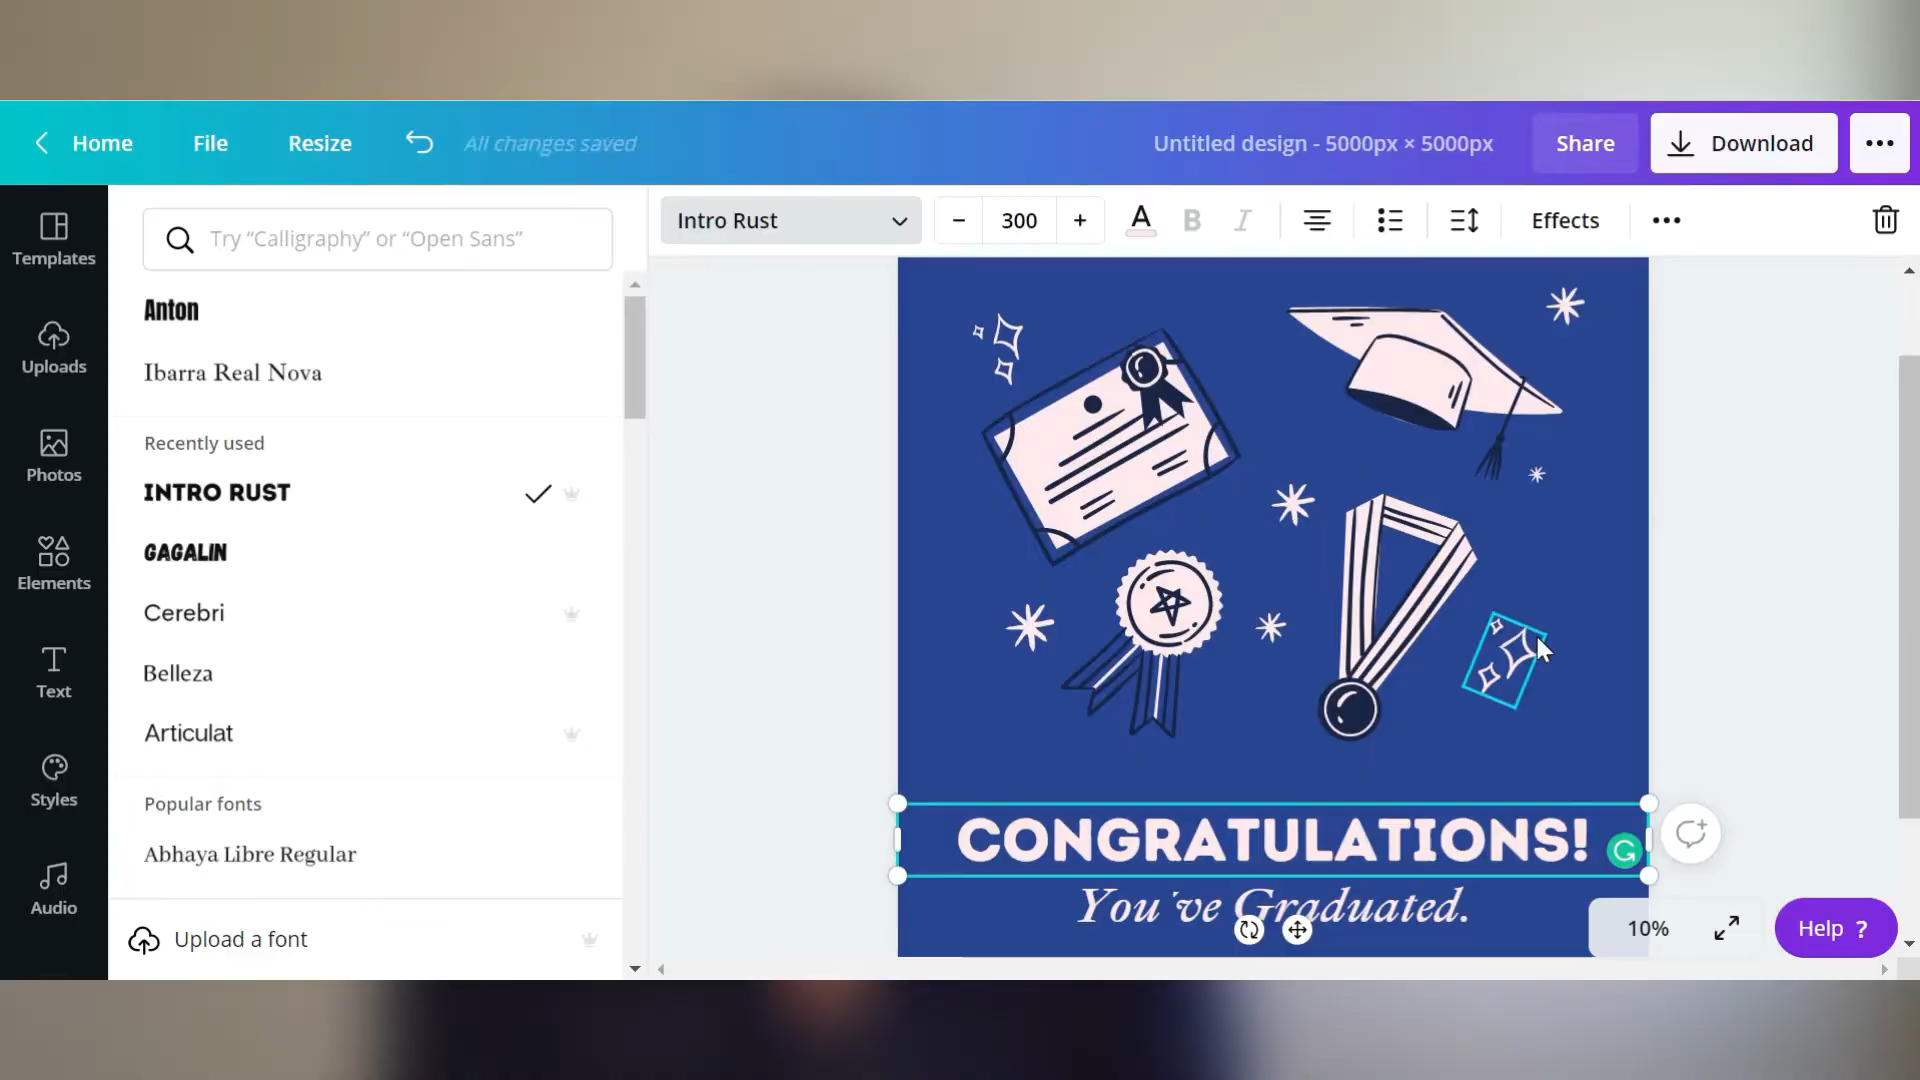 Home File Resize All changes saved Untitled design - 5000px × 5000px Share Download
Templates
Uploads
Photos
Elements
Text
Styles
Audio
Try “Calligraphy” or “Open Sans”
Anton
Ibarra Real Nova
Recently used
INTRO RUST
GAGALIN
Cerebri
Belleza
Articulat
Popular fonts
Abhaya Libre Regular
Upload a font
Intro Rust − 300 + A B I Effects
CONGRATULATIONS!
You've Graduated.
10% Help ?